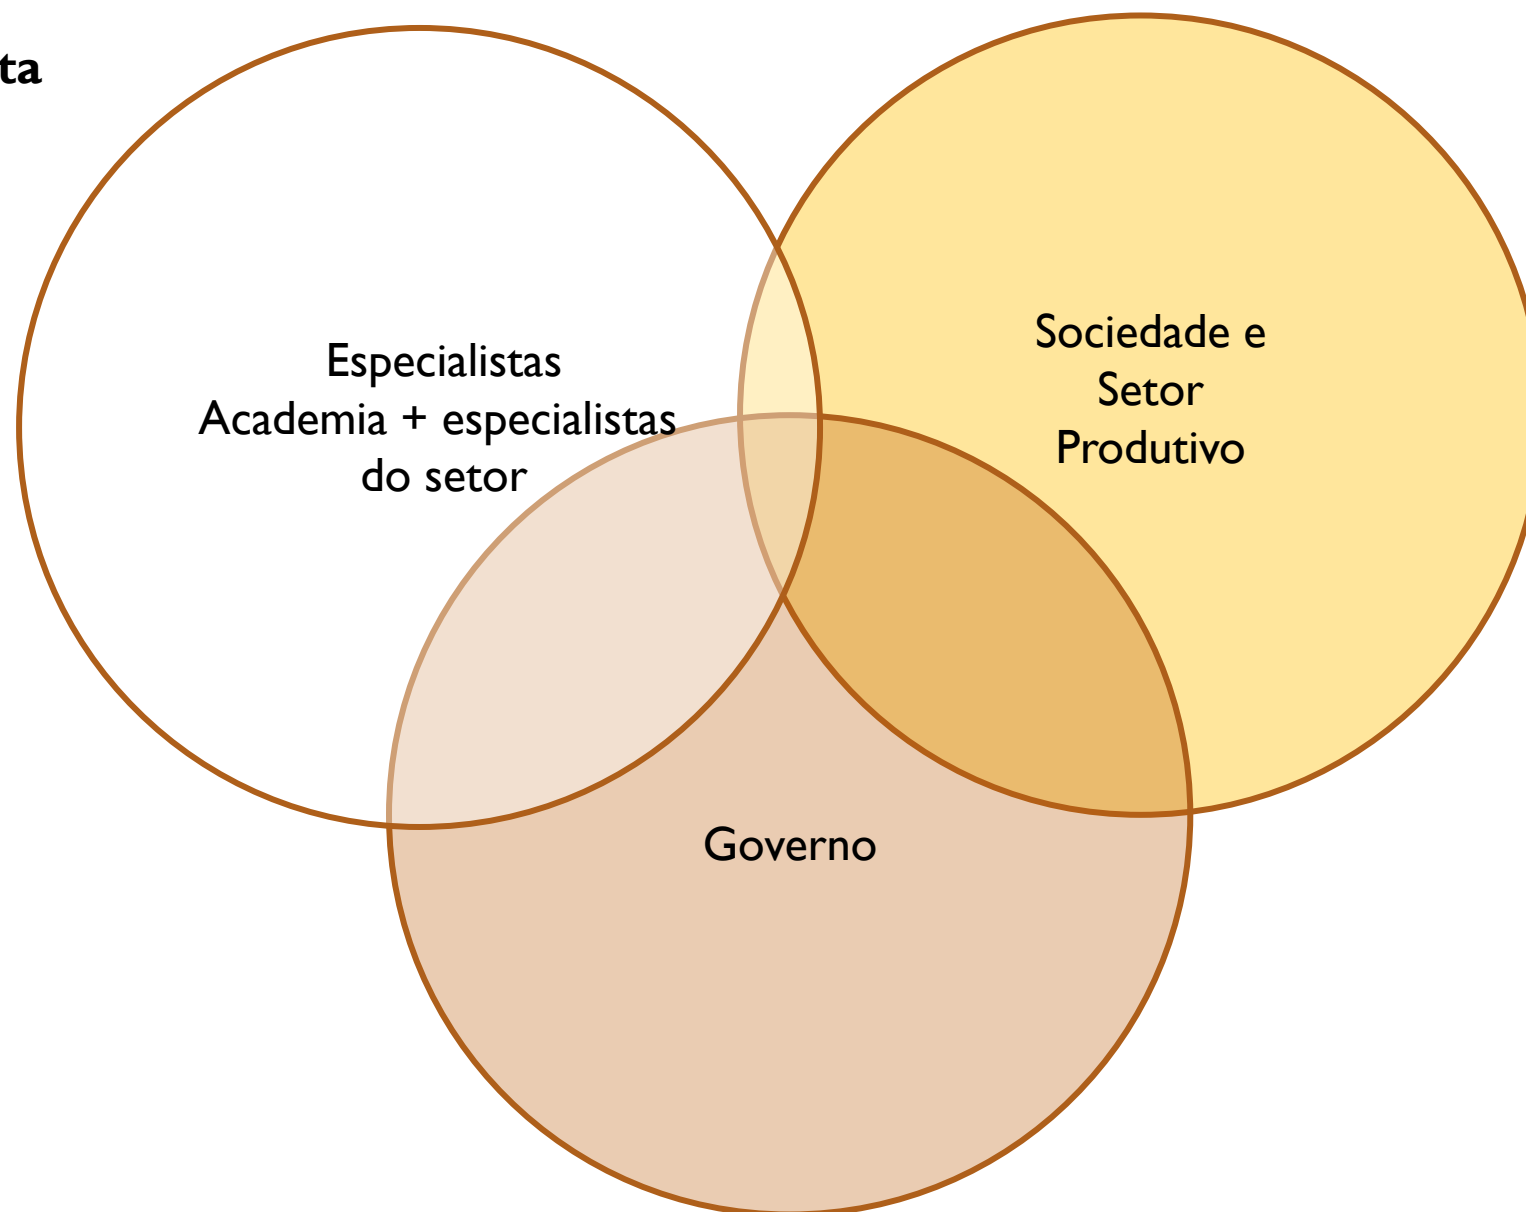 ta
Especialistas
Academia + especialistas
do setor
Sociedade e
Setor
Produtivo
Governo